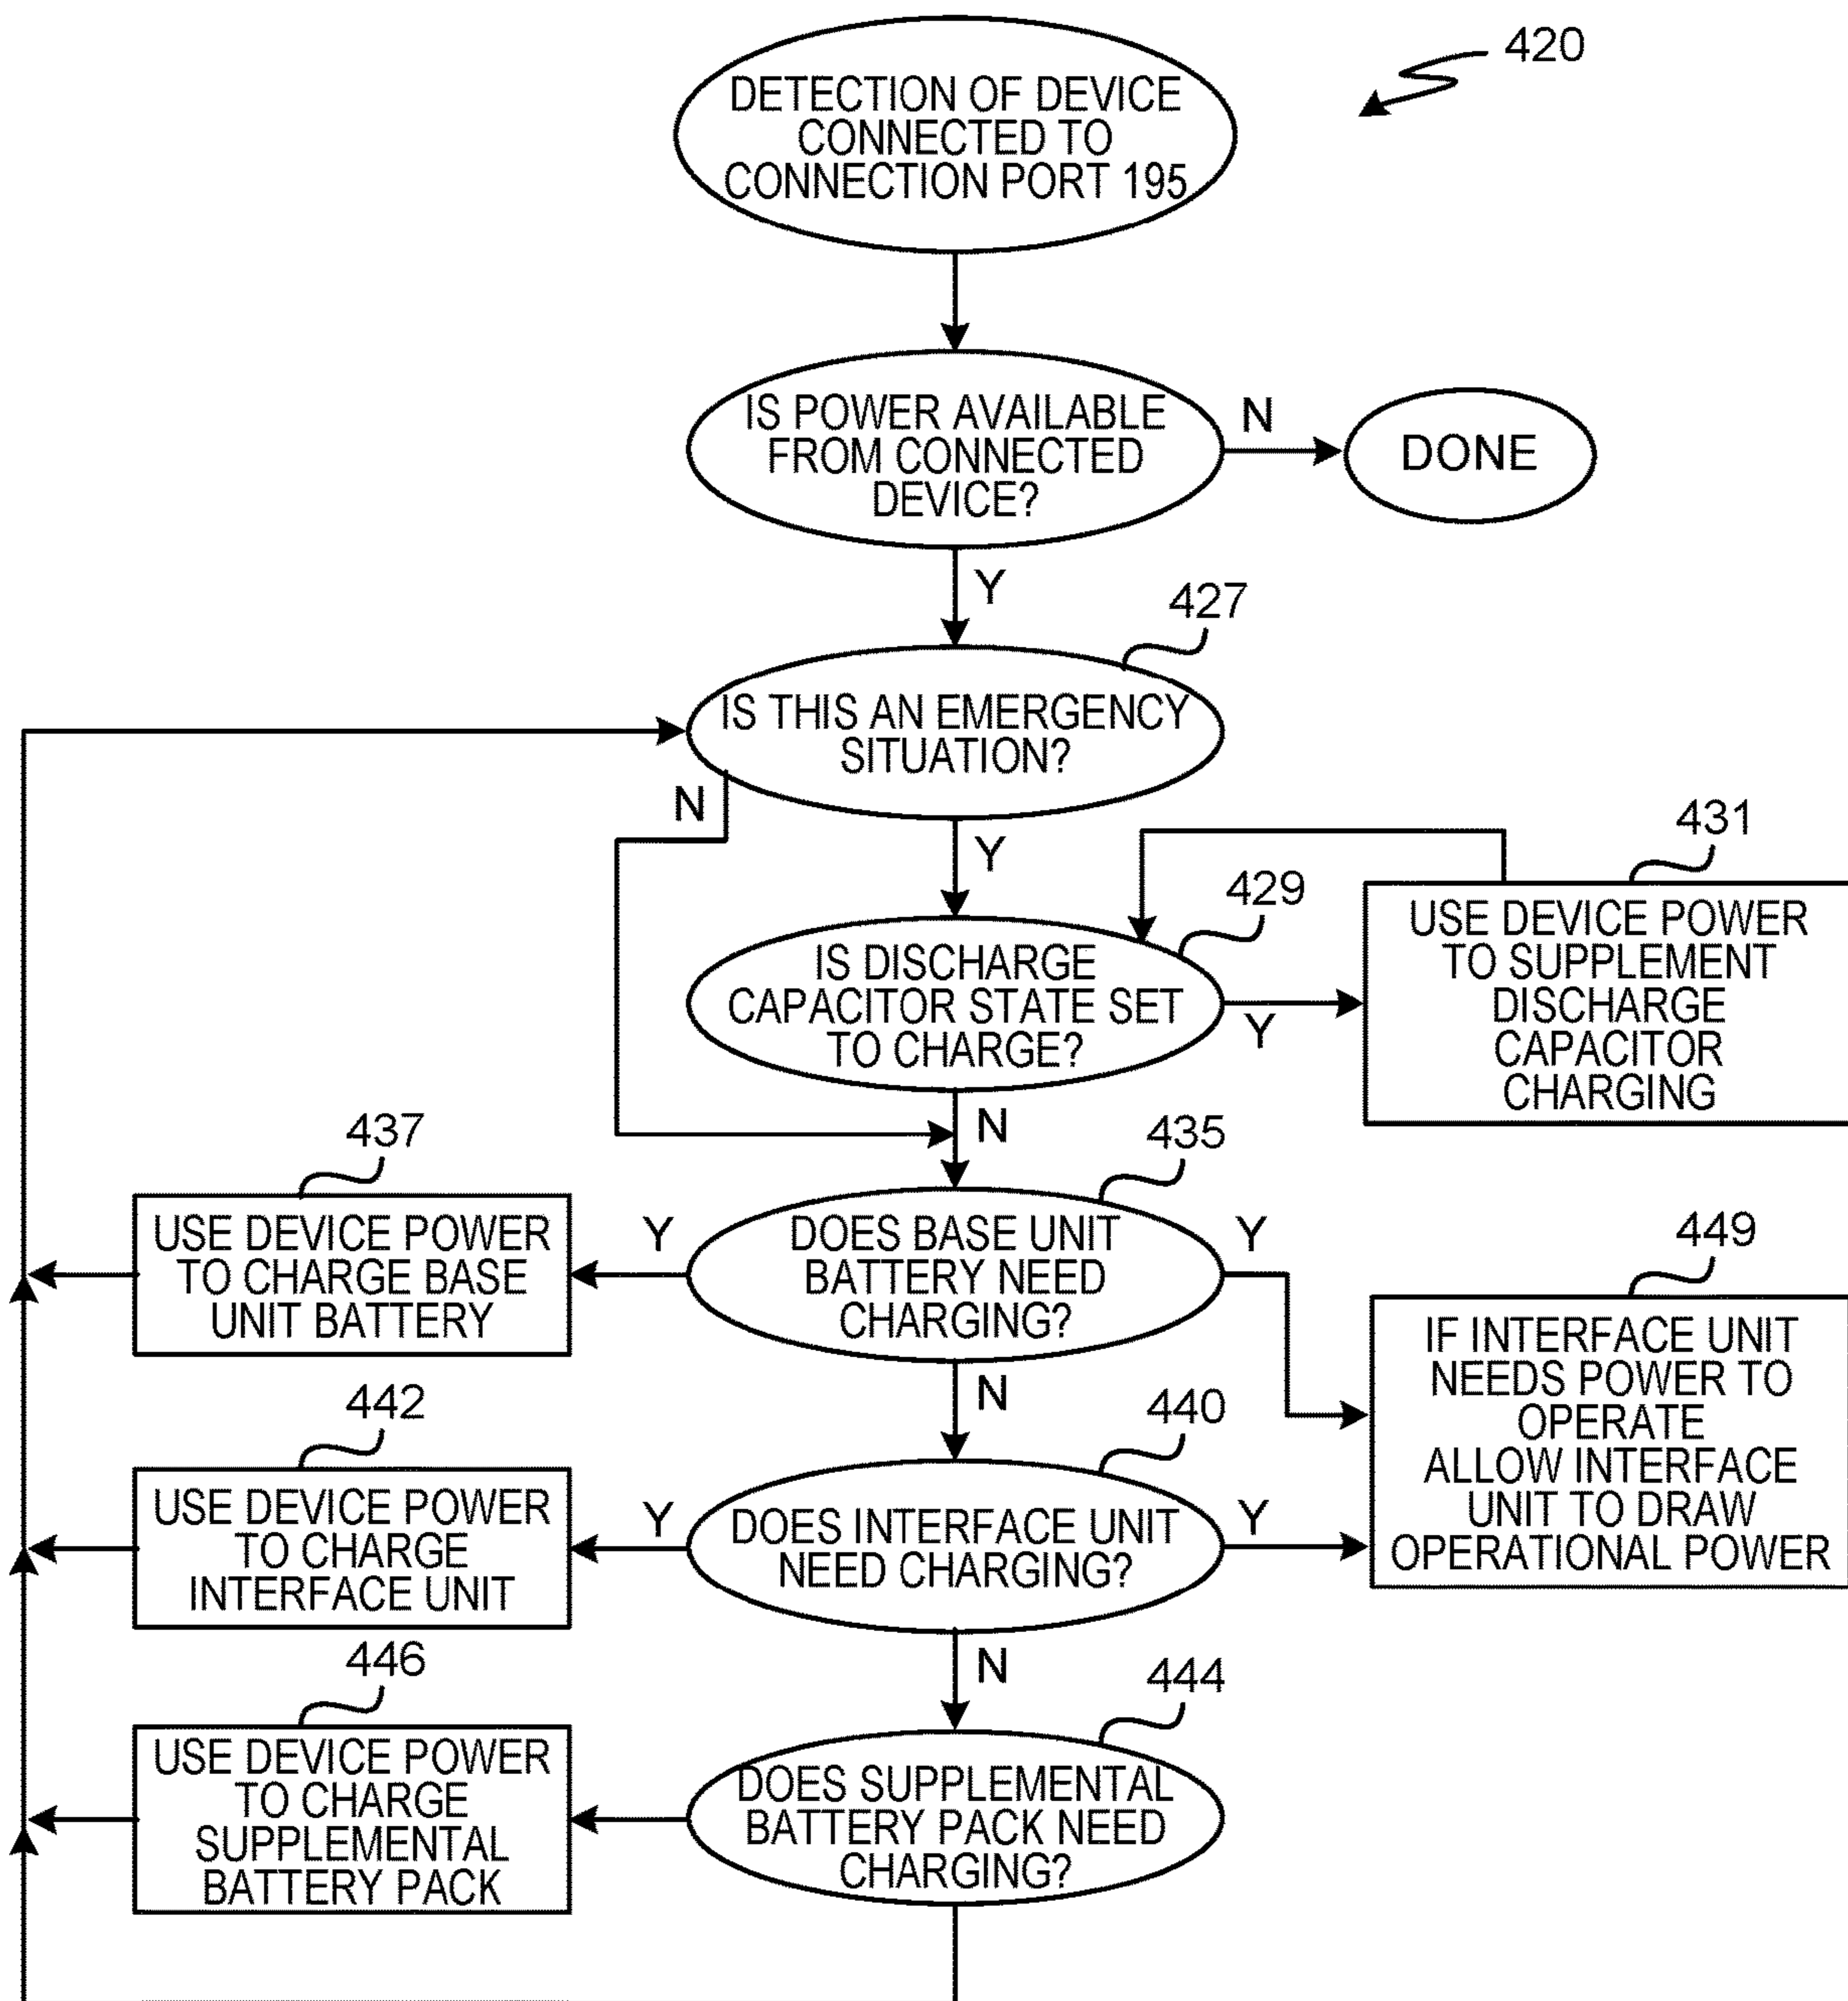 420
DETECTION OF DEVICE
CONNECTED TO
CONNECTION PORT 195
IS POWER AVAILABLE
FROM CONNECTED
DEVICE?
N
DONE
Y
427
IS THIS AN EMERGENCY
SITUATION?
N
Y
431
429
USE DEVICE POWER
TO SUPPLEMENT
DISCHARGE
CAPACITOR
CHARGING
IS DISCHARGE
CAPACITOR STATE SET
TO CHARGE?
Y
N
437
435
USE DEVICE POWER
TO CHARGE BASE
UNIT BATTERY
Y
DOES BASE UNIT
BATTERY NEED
CHARGING?
Y
449
IF INTERFACE UNIT
NEEDS POWER TO
OPERATE
ALLOW INTERFACE
UNIT TO DRAW
OPERATIONAL POWER
N
442
440
USE DEVICE POWER
TO CHARGE
INTERFACE UNIT
Y
DOES INTERFACE UNIT
NEED CHARGING?
Y
N
446
444
USE DEVICE POWER
TO CHARGE
SUPPLEMENTAL
BATTERY PACK
DOES SUPPLEMENTAL
BATTERY PACK NEED
CHARGING?